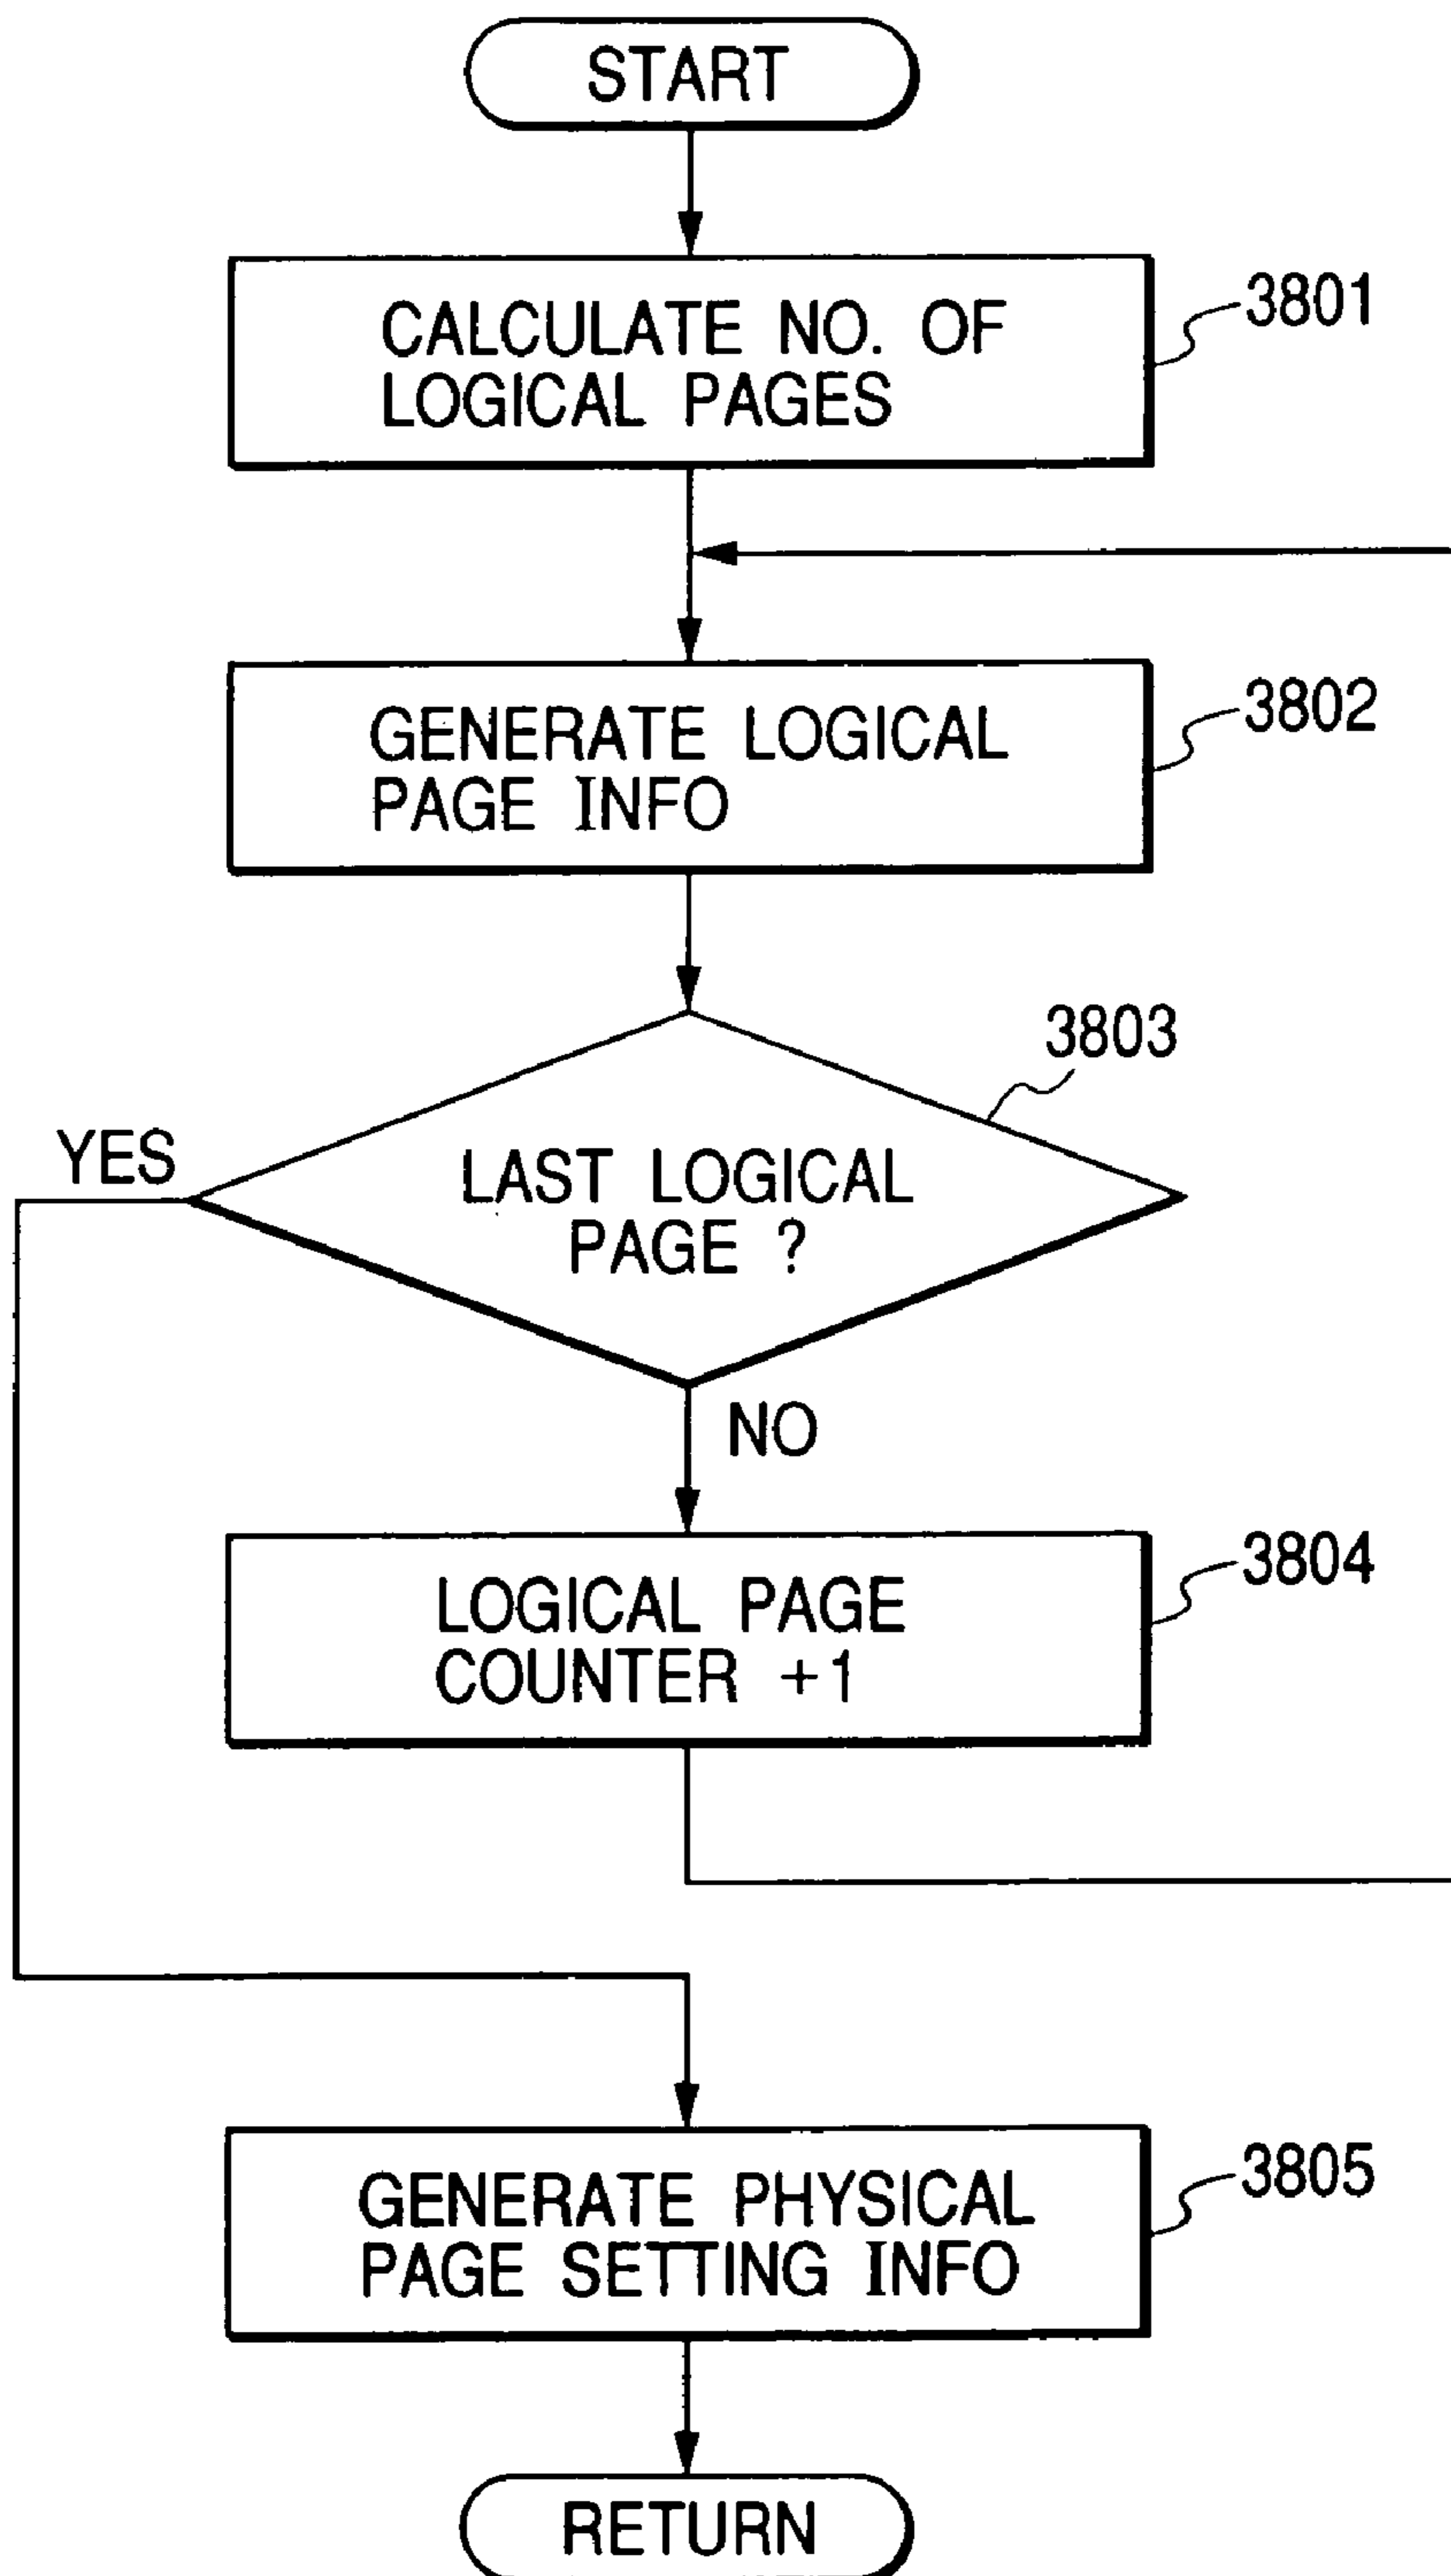 START
CALCULATE NO. OF
LOGICAL PAGES
3801
GENERATE LOGICAL
PAGE INFO
3802
3803
YES
LAST LOGICAL
PAGE ?
NO
LOGICAL PAGE
COUNTER +1
3804
GENERATE PHYSICAL
PAGE SETTING INFO
3805
RETURN